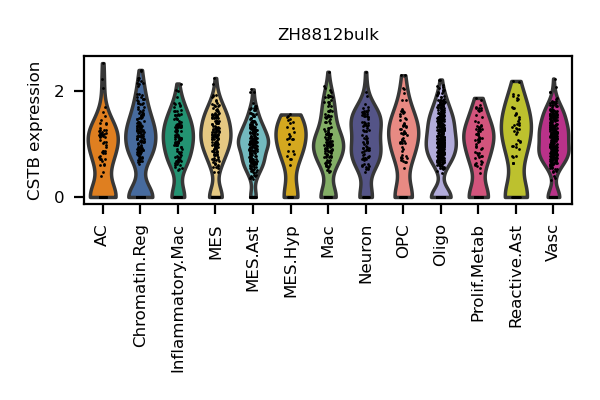 ZH8812bulk
CSTB expression
2
0
AC
Chromatin.Reg
Inflammatory.Mac
MES
MES.Ast
MES.Hyp
Mac
Neuron
OPC
Oligo
Prolif.Metab
Reactive.Ast
Vasc